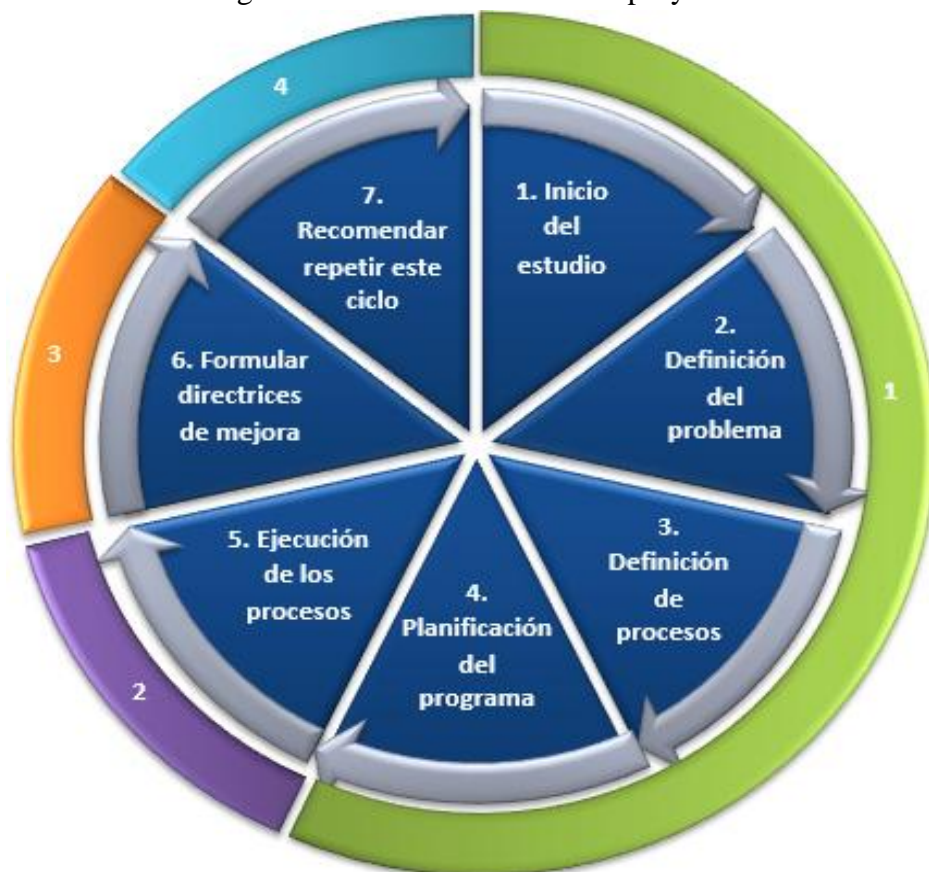 4
1
1. Inicio
del
estudio
2.
Definición
del
problema
3.
Definición
de
procesos
4.
Planificación
del
programa
5. Ejecución
de los
procesos
6. Formular
directrices
de mejora
7.
Recomendar
repetir este
ciclo
3
2